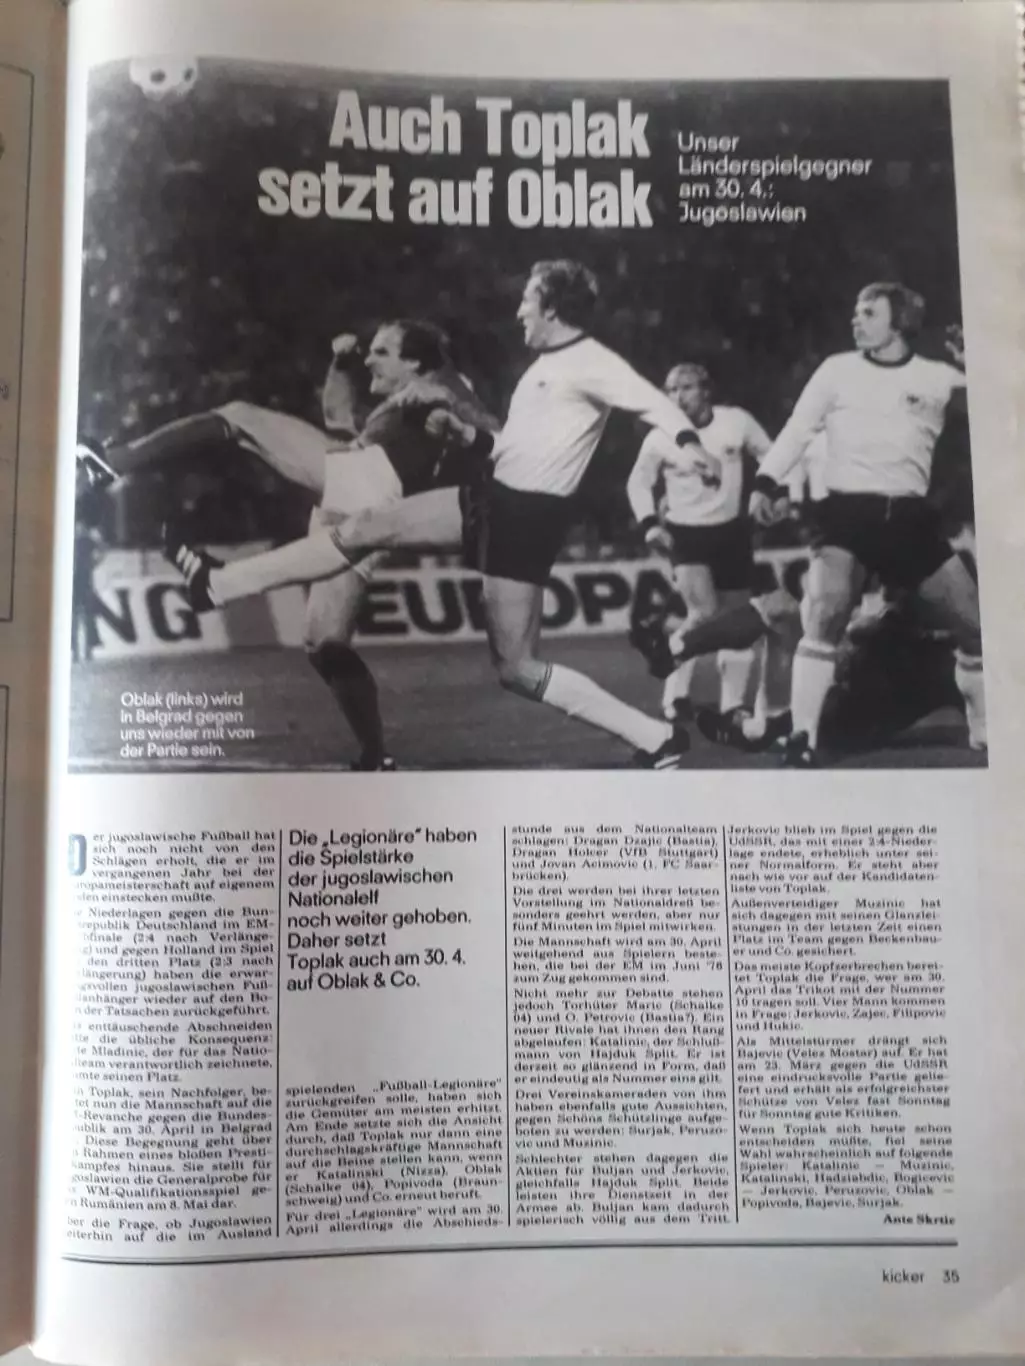 Auch Toplak
setzt auf Oblak
Unser
Länderspielgegner
am 30. 4.:
Jugoslawien
NG
EUROPA
Oblak (links) wird
in Belgrad gegen
uns wieder mit von
der Partie sein.
er jugoslawische Fußball hat
sich noch nicht von den
Schlägen erholt, die er im
vergangenen Jahr bei der
ropameisterschaft auf eigenem
den einstecken mußte.
Niederlagen gegen die Bun-
republik Deutschland im EM-
finale (2:4 nach Verlänge-
) und gegen Holland im Spiel
den dritten Platz (2:3 nach
längerung) haben die erwar-
gsvollen jugoslawischen Fuß-
lanhänger wieder auf den Bo-
n der Tatsachen zurückgeführt.
enttäuschende Abschneiden
die übliche Konsequenz:
te Mladinic, der für das Natio-
lteam verantwortlich zeichnete,
mte seinen Platz.
n Toplak, sein Nachfolger, be-
tet nun die Mannschaft auf die
-Revanche gegen die Bundes-
ublik am 30. April in Belgrad
. Diese Begegnung geht über
n Rahmen eines bloßen Presti-
kampfes hinaus. Sie stellt für
goslawien die Generalprobe für
s WM-Qualifikationsspiel ge-
n Rumänien am 8. Mai dar.
ber die Frage, ob Jugoslawien
eiterhin auf die im Ausland
Die „Legionäre" haben
die Spielstärke
der jugoslawischen
Nationalelf
noch weiter gehoben.
Daher setzt
Toplak auch am 30. 4.
auf Oblak & Co.
spielenden „Fußball-Legionäre"
zurückgreifen solle, haben sich
die Gemüter am meisten erhitzt.
Am Ende setzte sich die Ansicht
durch, daß Toplak nur dann eine
durchschlagskräftige Mannschaft
auf die Beine stellen kann, wenn
er Katalinski (Nizza), Oblak
(Schalke 04), Popivoda (Braun-
schweig) und Co. erneut beruft.
Für drei „Legionäre" wird am 30.
April allerdings die Abschieds-
stunde aus dem Nationalteam
schlagen: Dragan Dzajic (Bastia),
Dragan Holcer (VfB Stuttgart)
und Jovan Acimovic (1. FC Saar-
brücken).
Die drei werden bei ihrer letzten
Vorstellung im Nationaldreß be-
sonders geehrt werden, aber nur
fünf Minuten im Spiel mitwirken.
Die Mannschaft wird am 30. April
weitgehend aus Spielern beste-
hen, die bei der EM im Juni '76
zum Zug gekommen sind.
Nicht mehr zur Debatte stehen
jedoch Torhüter Maric (Schalke
04) und O. Petrovic (Bastia?). Ein
neuer Rivale hat ihnen den Rang
abgelaufen: Katalinic, der Schluß-
mann von Hajduk Split. Er ist
derzeit so glänzend in Form, daß
er eindeutig als Nummer eins gilt.
Drei Vereinskameraden von ihm
haben ebenfalls gute Aussichten,
gegen Schöns Schützlinge aufge-
boten zu werden: Surjak, Peruzo-
vic und Muzinic.
Schlechter stehen dagegen die
Aktien für Buljan und Jerkovic,
gleichfalls Hajduk Split. Beide
leisten ihre Dienstzeit in der
Armee ab. Buljan kam dadurch
spielerisch völlig aus dem Tritt.
Jerkovic blieb im Spiel gegen die
UdSSR, das mit einer 2:4-Nieder-
lage endete, erheblich unter sei-
ner Normalform. Er steht aber
nach wie vor auf der Kandidaten-
liste von Toplak.
Außenverteidiger Muzinic hat
sich dagegen mit seinen Glanzlei-
stungen in der letzten Zeit einen
Platz im Team gegen Beckenbau-
er und Co. gesichert.
Das meiste Kopfzerbrechen berei-
tet Toplak die Frage, wer am 30.
April das Trikot mit der Nummer
10 tragen soll. Vier Mann kommen
in Frage: Jerkovic, Zajec, Filipovic
und Hukic.
Als Mittelstürmer drängt sich
Bajevic (Velez Mostar) auf. Er hat
am 23. März gegen die UdSSR
eine eindrucksvolle Partie gelie-
fert und erhält als erfolgreichster
Schütze von Velez fast Sonntag
für Sonntag gute Kritiken.
Wenn Toplak sich heute schon
entscheiden müßte, fiel seine
Wahl wahrscheinlich auf folgende
Spieler: Katalinic — Muzinic,
Katalinski, Hadziabdic, Bogicevic
— Jerkovic, Peruzovic, Oblak —
Popivoda, Bajevic, Surjak.
Ante Skrtic
kicker 35